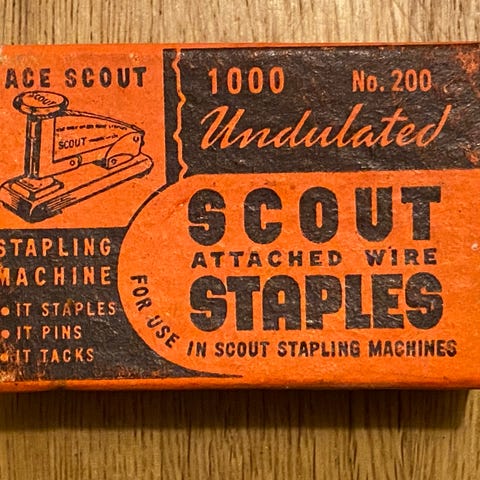 ACE SCOUT
SCOUT
SCOUT
STAPLING
MACHINE
• IT STAPLES
• IT PINS
• IT TACKS
1000 No. 200
Undulated
SCOUT
ATTACHED WIRE
STAPLES
FOR USE
IN SCOUT STAPLING MACHINES